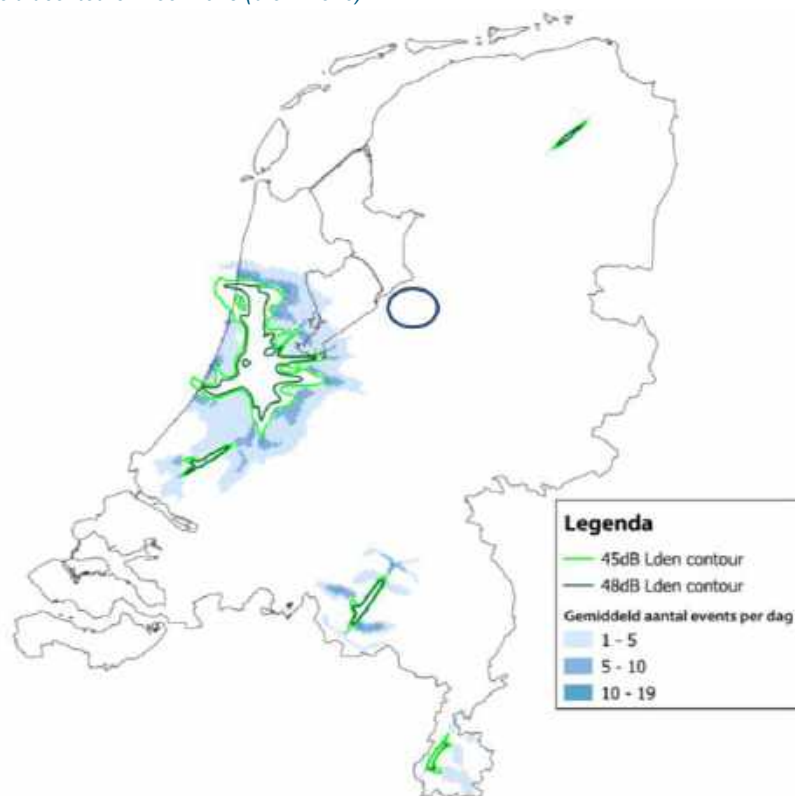 Legenda
45dB Lden contour
48dB Lden contour
Gemiddeld aantal events per dag
1 - 5
5 - 10
10 - 19